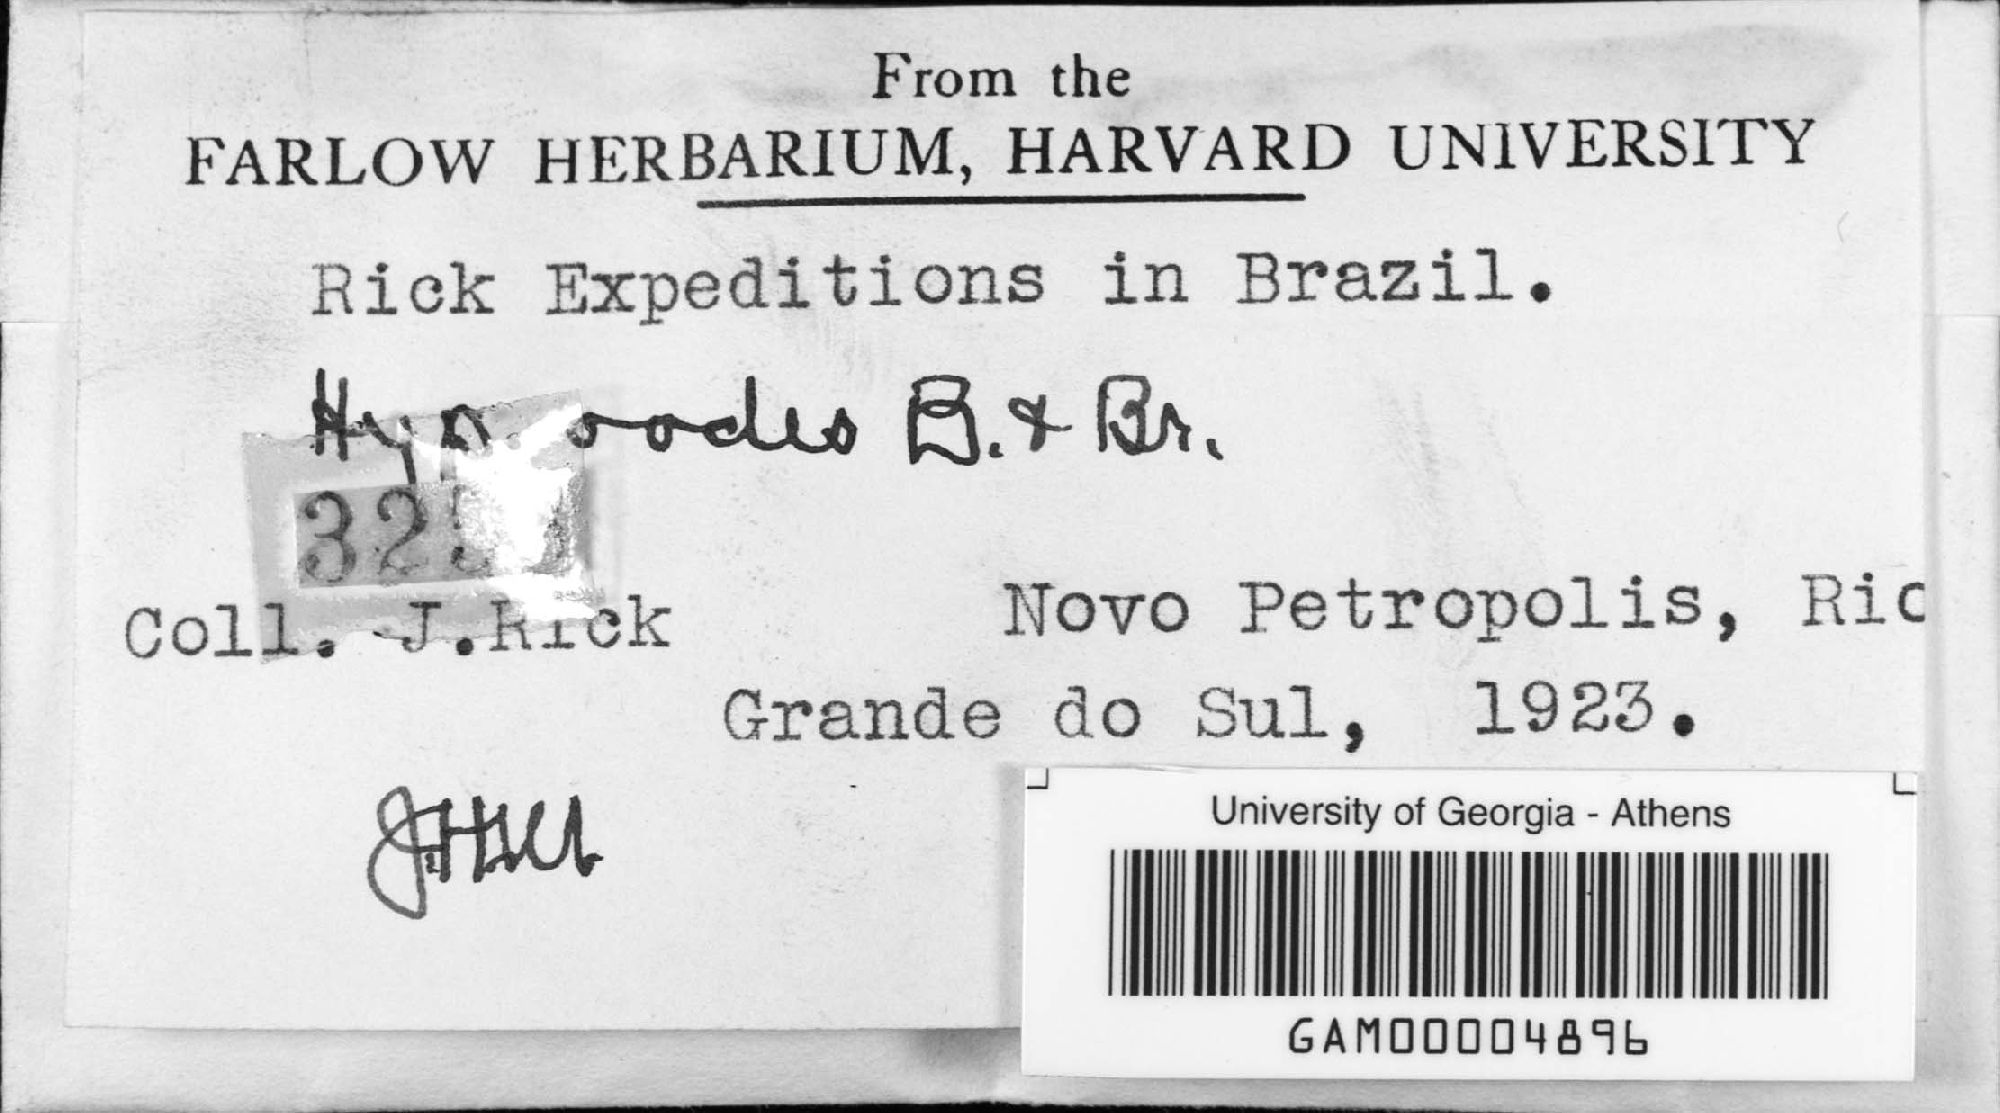 From the
FARLOW HERBARIUM, HARVARD UNIVERSITY
Rick Expeditions in Brazil.
B. & Br.
Coll. J.Rick
Novo Petropolis, Rio
Grande do Sul, 1923.
University of Georgia - Athens
GAM00004896